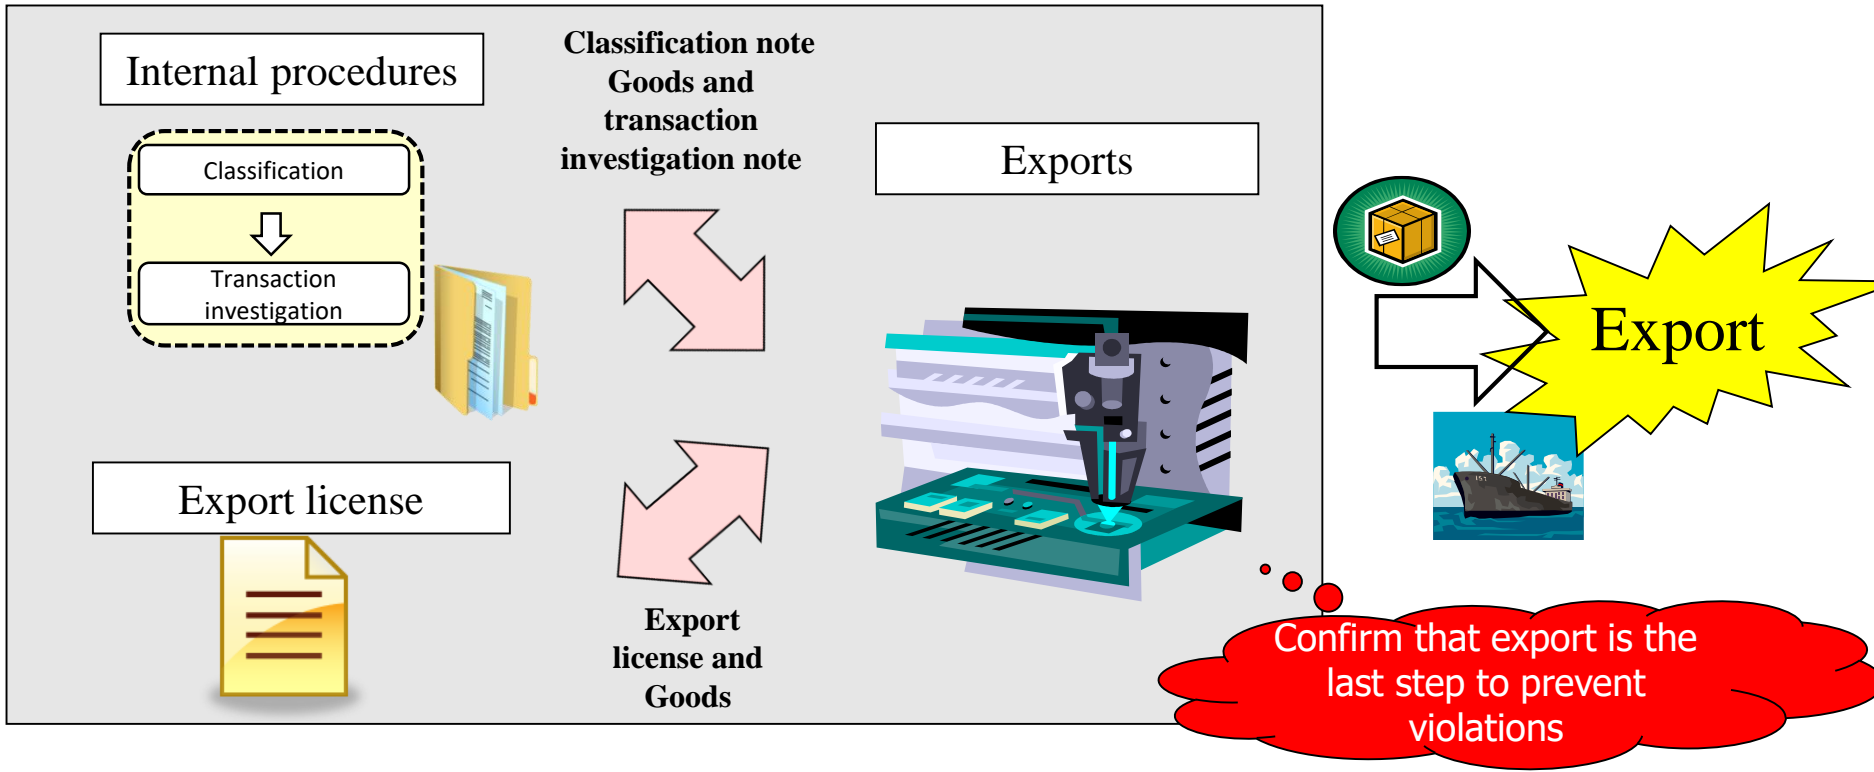 Internal procedures
Classification
Transaction
investigation
Classification note
Goods and
transaction
investigation note
Exports
Export license
Export
license and
Goods
Export
151
Confirm that export is the
last step to prevent
violations